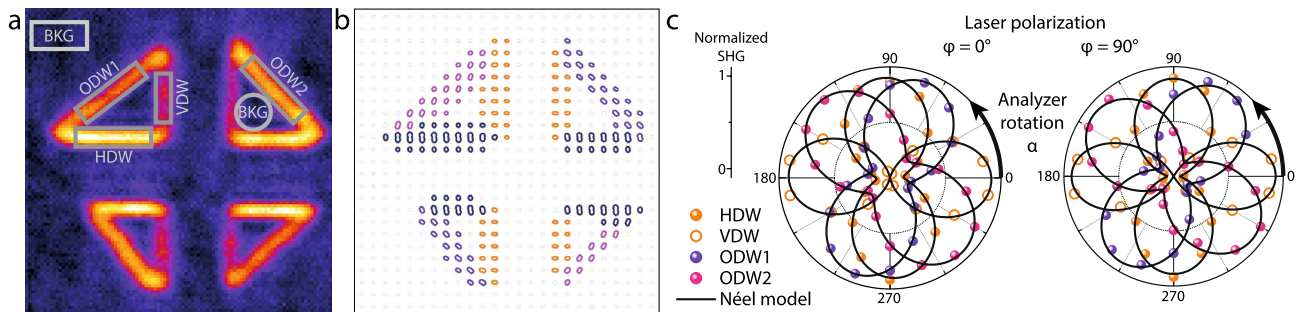 a
BKG
ODW1
VDW
BKG
HDW
ODW2
b
c
Laser polarization
Normalized
SHG
1
0
φ = 0°
φ = 90°
90
180
0
270
Analyzer
rotation
α
90
180
0
270
HDW
VDW
ODW1
ODW2
Néel model